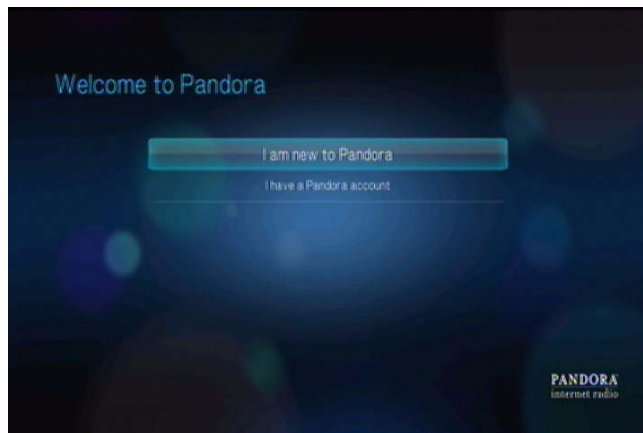 Welcome to Pandora
I am new to Pandora
I have a Pandora account
PANDORA
internet radio